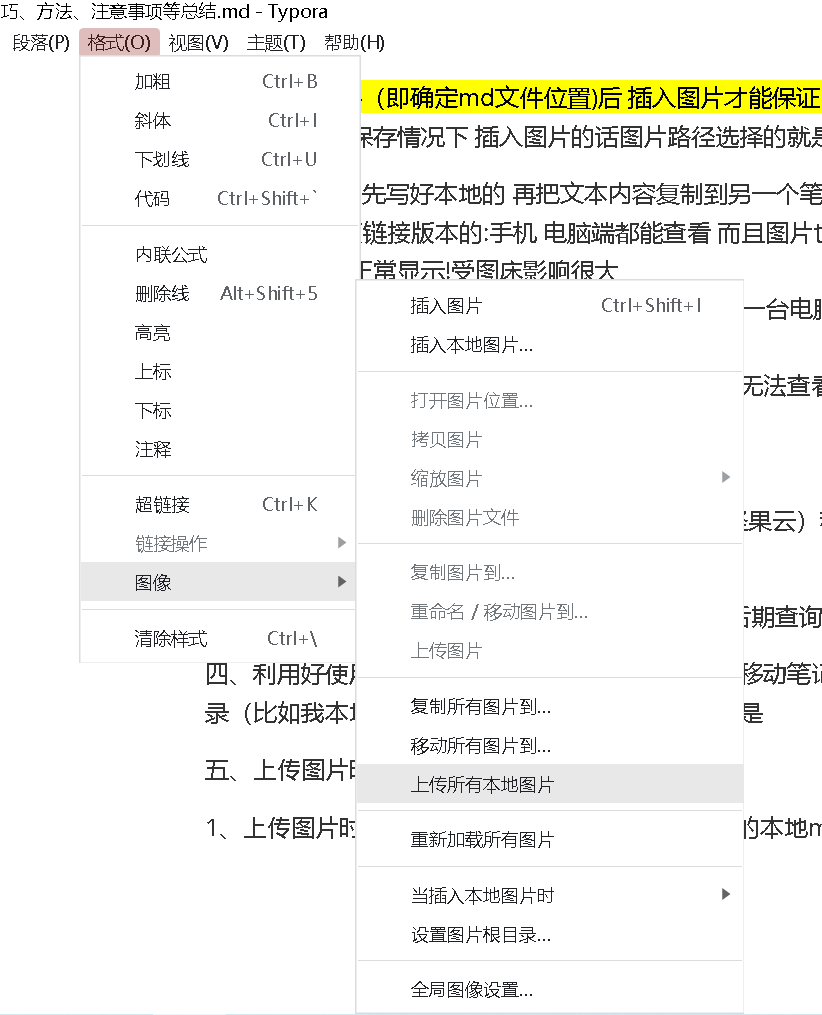 巧、方法、注意事项等总结.md - Typora
段落(P) 格式(O) 视图(V) 主题(T) 帮助(H)
加粗 Ctrl+B
斜体 Ctrl+I
下划线 Ctrl+U
代码 Ctrl+Shift+`
内联公式
删除线 Alt+Shift+5
高亮
上标
下标
注释
超链接 Ctrl+K
链接操作
图像
清除样式 Ctrl+\
（即确定md文件位置)后 插入图片才能保证
保存情况下 插入图片的话图片路径选择的就是
先写好本地的 再把文本内容复制到另一个笔
链接版本的:手机 电脑端都能查看 而且图片也
正常显示!受图床影响很大
插入图片 Ctrl+Shift+I
插入本地图片...
打开图片位置...
拷贝图片
缩放图片
删除图片文件
复制图片到...
重命名 / 移动图片到...
上传图片
复制所有图片到...
移动所有图片到...
上传所有本地图片
重新加载所有图片
当插入本地图片时
设置图片根目录...
全局图像设置...
一台电脑
无法查看
坚果云）
后期查询
四、利用好使用 移动笔记
录（比如我本地 是
五、上传图片时
1、上传图片时 的本地m